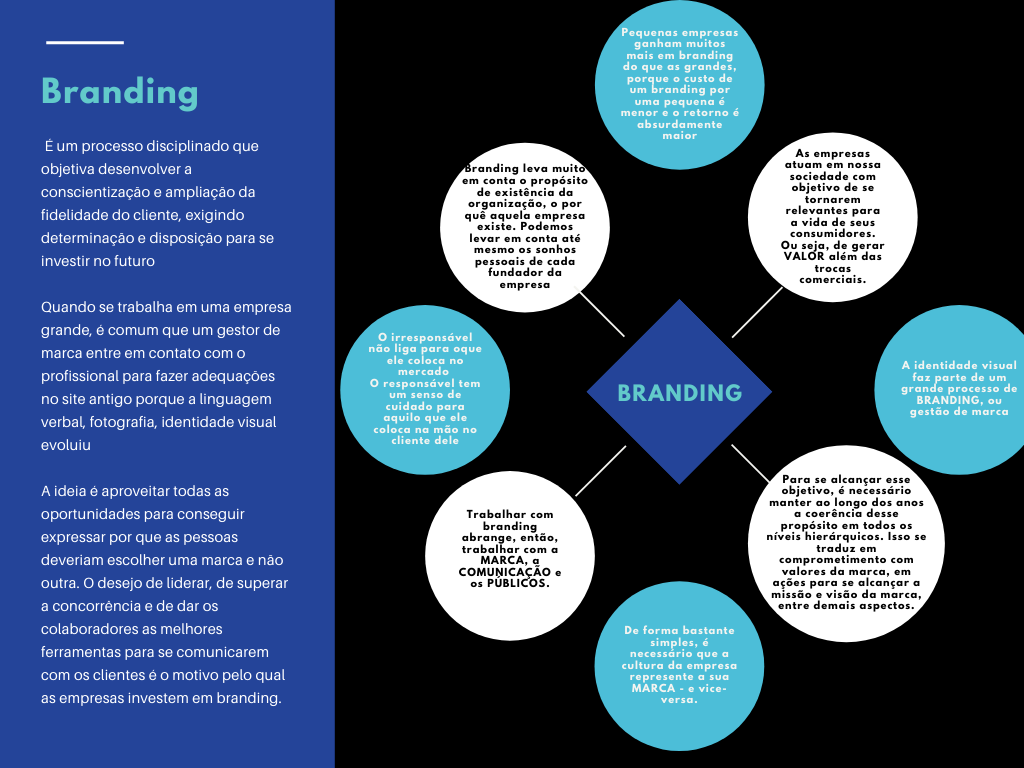 Branding
É um processo disciplinado que
objetiva desenvolver a
conscientização e ampliação da
fidelidade do cliente, exigindo
determinação e disposição para se
investir no futuro
Quando se trabalha em uma empresa
grande, é comum que um gestor de
marca entre em contato com o
profissional para fazer adequações
no site antigo porque a linguagem
verbal, fotografia, identidade visual
evoluiu
A ideia é aproveitar todas as
oportunidades para conseguir
expressar por que as pessoas
deveriam escolher uma marca e não
outra. O desejo de liderar, de superar
a concorrência e de dar os
colaboradores as melhores
ferramentas para se comunicarem
com os clientes é o motivo pelo qual
as empresas investem em branding.
Pequenas empresas
ganham muitos
mais em branding
do que as grandes,
porque o custo de
um branding por
uma pequena é
menor e o retorno é
absurdamente
maior
Branding leva muito
em conta o propósito
de existência da
organização, o por
quê aquela empresa
existe. Podemos
levar em conta até
mesmo os sonhos
pessoais de cada
fundador da
empresa
As empresas
atuam em nossa
sociedade com
objetivo de se
tornarem
relevantes para
a vida de seus
consumidores.
Ou seja, de gerar
VALOR além das
trocas
comerciais.
O irresponsável
não liga para oque
ele coloca no
mercado
O responsável tem
um senso de
cuidado para
aquilo que ele
coloca na mão no
cliente dele
BRANDING
A identidade visual
faz parte de um
grande processo de
BRANDING, ou
gestão de marca
Trabalhar com
branding
abrange, então,
trabalhar com a
MARCA, a
COMUNICAÇÃO e
os PÚBLICOS.
Para se alcançar esse
objetivo, é necessário
manter ao longo dos anos
a coerência desse
propósito em todos os
níveis hierárquicos. Isso se
traduz em
comprometimento com
valores da marca, em
ações para se alcançar a
missão e visão da marca,
entre demais aspectos.
De forma bastante
simples, é
necessário que a
cultura da empresa
represente a sua
MARCA - e vice-
versa.